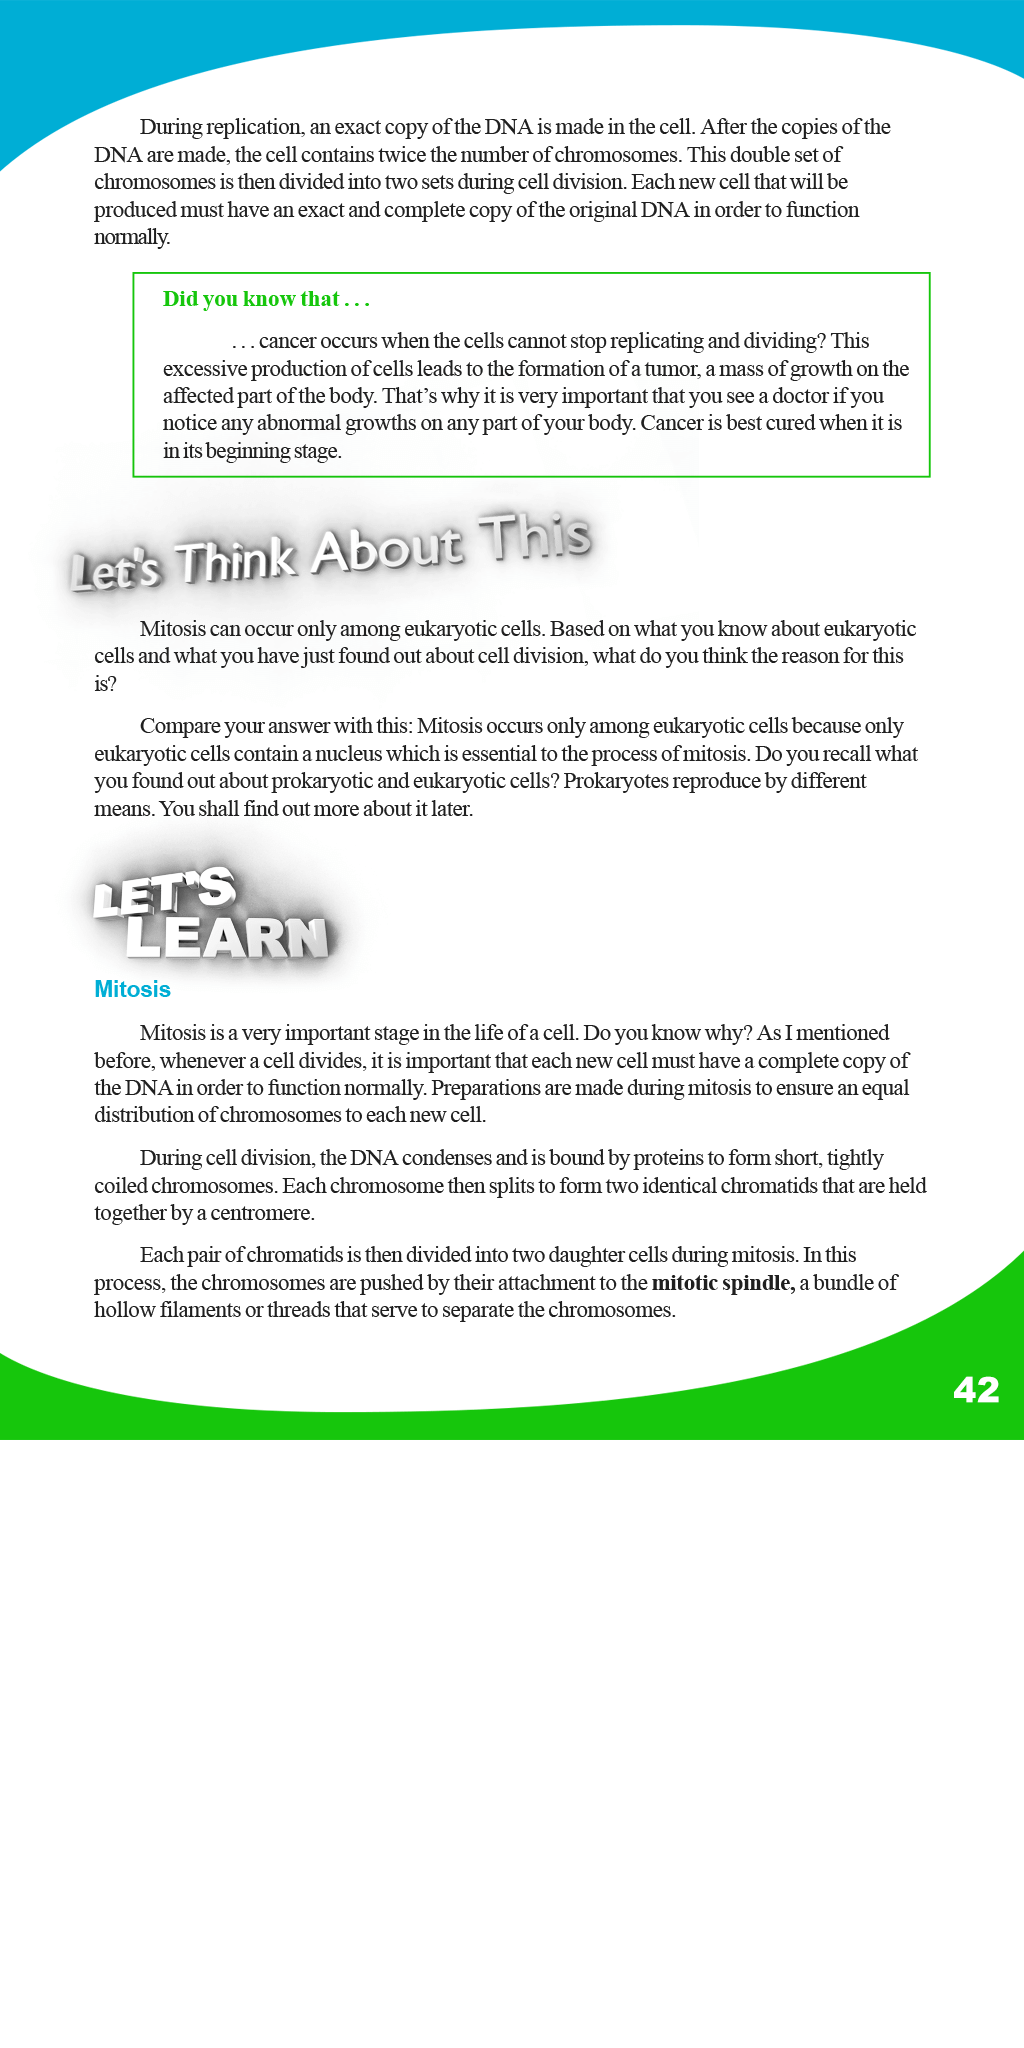 During replication, an exact copy of the DNA is made in the cell. After the copies of the
DNA are made, the cell contains twice the number of chromosomes. This double set of
chromosomes is then divided into two sets during cell division. Each new cell that will be
produced must have an exact and complete copy of the original DNA in order to function
normally.
Did you know that . . .
. . . cancer occurs when the cells cannot stop replicating and dividing? This
excessive production of cells leads to the formation of a tumor, a mass of growth on the
affected part of the body. That’s why it is very important that you see a doctor if you
notice any abnormal growths on any part of your body. Cancer is best cured when it is
in its beginning stage.
Let's Think About This
Mitosis can occur only among eukaryotic cells. Based on what you know about eukaryotic
cells and what you have just found out about cell division, what do you think the reason for this
is?
Compare your answer with this: Mitosis occurs only among eukaryotic cells because only
eukaryotic cells contain a nucleus which is essential to the process of mitosis. Do you recall what
you found out about prokaryotic and eukaryotic cells? Prokaryotes reproduce by different
means. You shall find out more about it later.
LET'S
LEARN
Mitosis
Mitosis is a very important stage in the life of a cell. Do you know why? As I mentioned
before, whenever a cell divides, it is important that each new cell must have a complete copy of
the DNA in order to function normally. Preparations are made during mitosis to ensure an equal
distribution of chromosomes to each new cell.
During cell division, the DNA condenses and is bound by proteins to form short, tightly
coiled chromosomes. Each chromosome then splits to form two identical chromatids that are held
together by a centromere.
Each pair of chromatids is then divided into two daughter cells during mitosis. In this
process, the chromosomes are pushed by their attachment to the mitotic spindle, a bundle of
hollow filaments or threads that serve to separate the chromosomes.
42